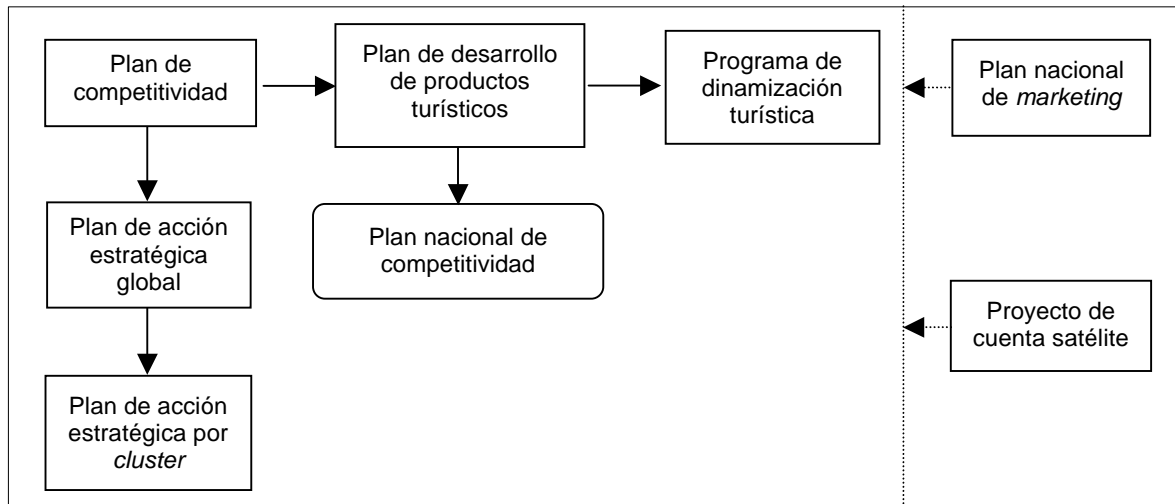 Plan de
competitividad
Plan de desarrollo
de productos
turísticos
Programa de
dinamización
turística
Plan nacional
de marketing
Plan de acción
estratégica
global
Plan nacional de
competitividad
Proyecto de
cuenta satélite
Plan de acción
estratégica por
cluster